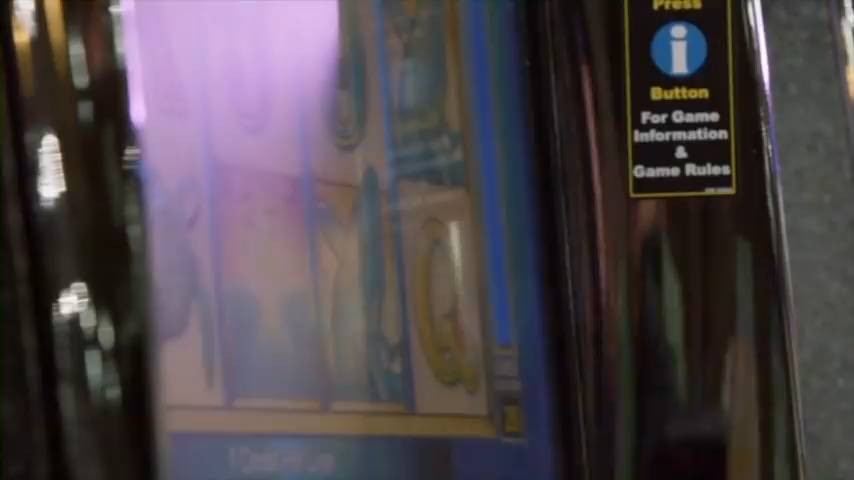 Press
i
Button
For Game
Information
&
Game Rules